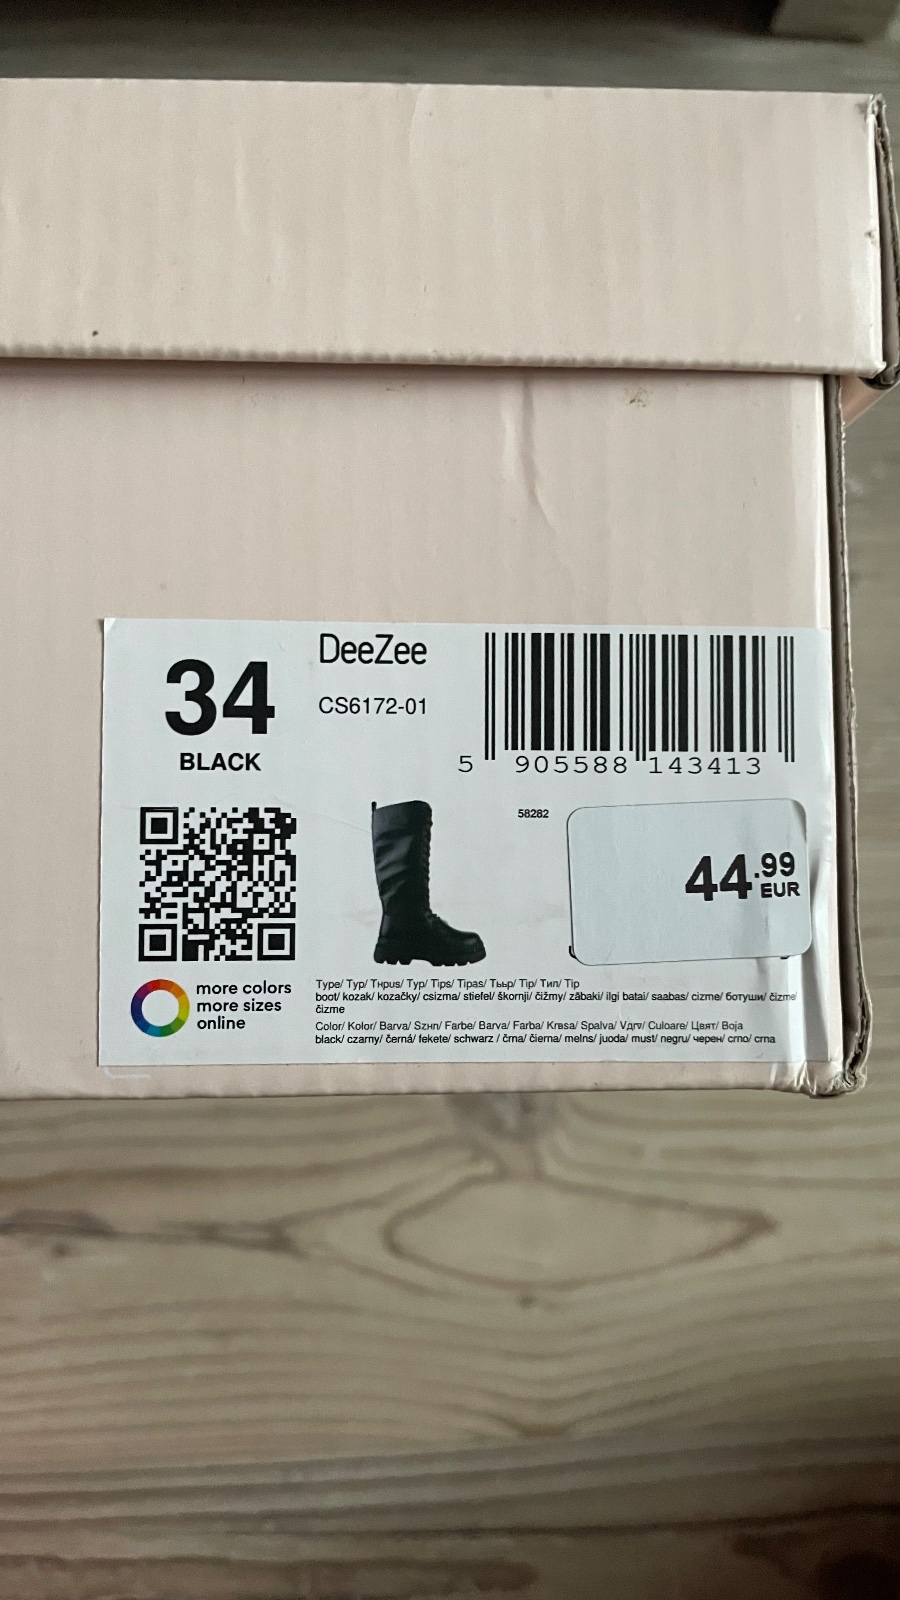 34
BLACK
DeeZee
CS6172-01
5 905588 143413
58282
44.99
EUR
more colors
more sizes
online
Type/ Typ/ Тнрus/ Typ/ Tips/ Tipas/ Тььр/ Tip/ Тип/ Tip
boot/ kozak/ kozačky/ csizma/ stiefel/ škornji/ čižmy/ zābaki/ ilgi batai/ saabas/ cizme/ ботуши/ čizme/
čizme
Color/ Kolor/ Barva/ Szнп/ Farbe/ Barva/ Farba/ Krasa/ Spalva/ Vдrv/ Culoare/ Цвят/ Boja
black/ czarny/ černá/ fekete/ schwarz / črna/ čierna/ melns/ juoda/ must/ negru/ черен/ crno/ crna